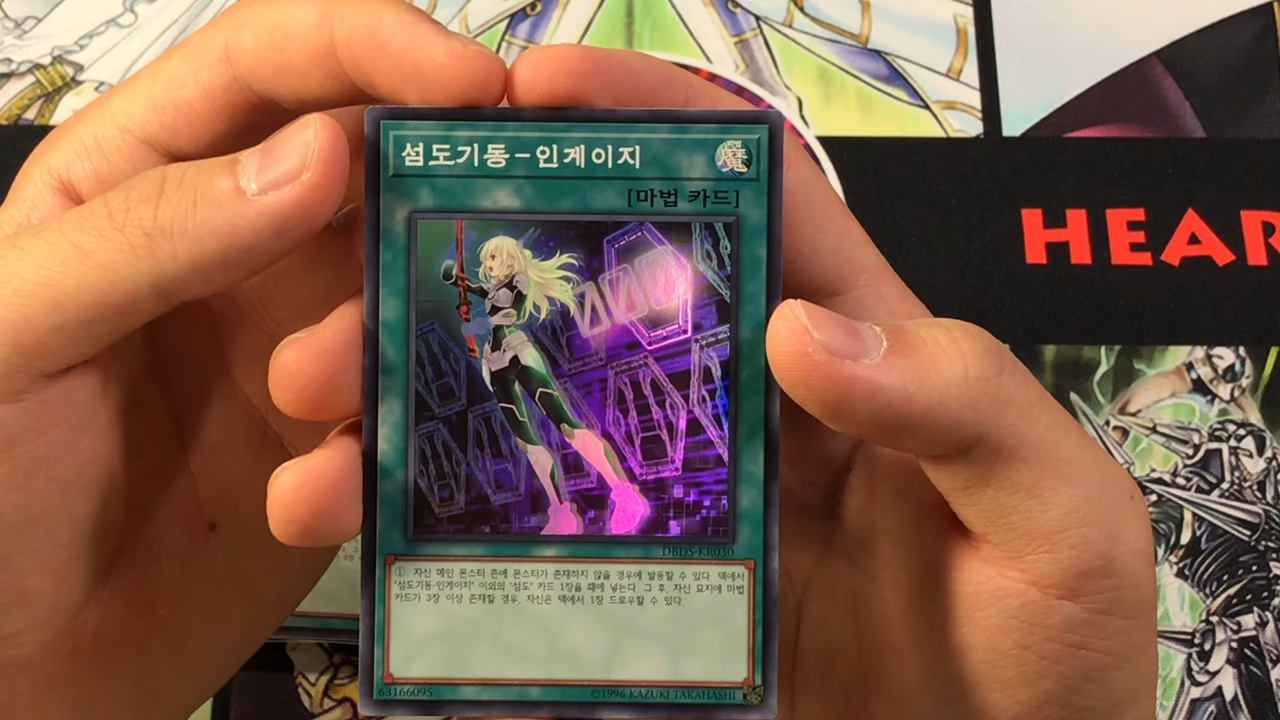 섬도기동-인게이지
魔
[마법 카드]
HEAR
DBDS-KR030
① 자신 메인 몬스터 존에 몬스터가 존재하지 않을 경우에 발동할 수 있다. 덱에서
"섬도기동-인게이지" 이외의 "섬도" 카드 1장을 패에 넣는다. 그 후, 자신 묘지에 마법
카드가 3장 이상 존재할 경우, 자신은 덱에서 1장 드로우할 수 있다.
63166095
©1996 KAZUKI TAKAHASHI